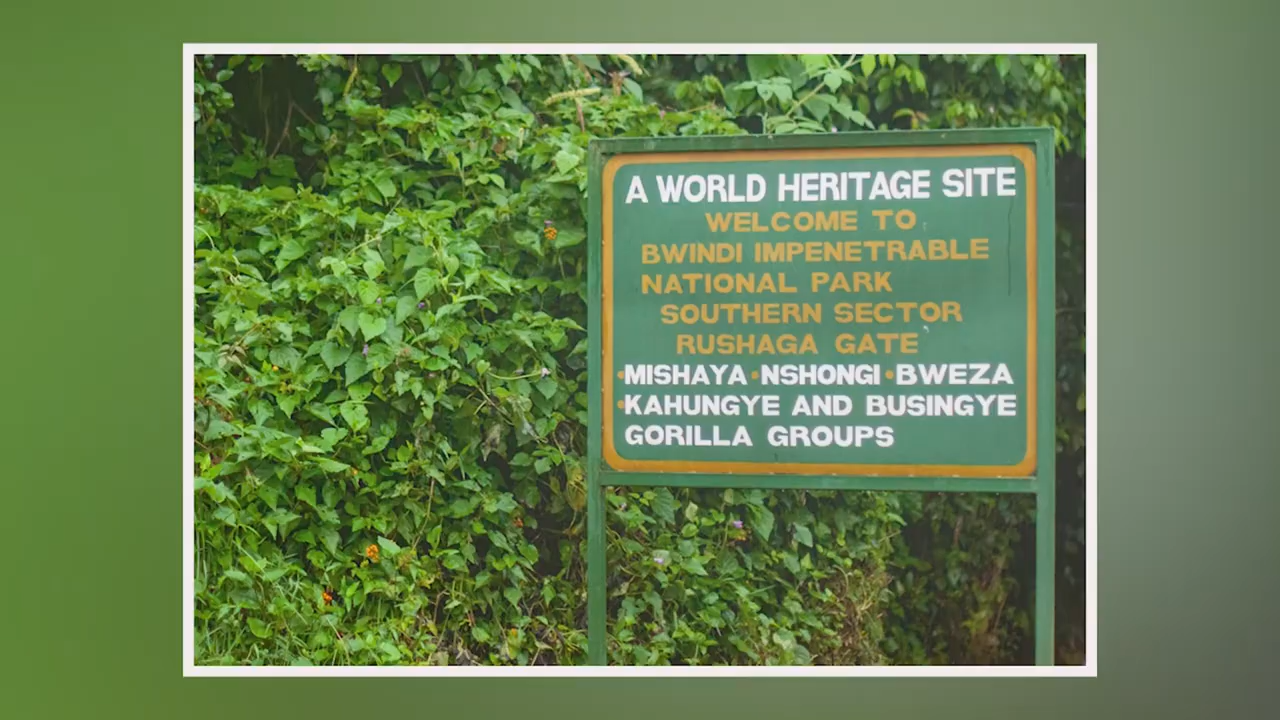 A WORLD HERITAGE SITE
WELCOME TO
BWINDI IMPENETRABLE
NATIONAL PARK
SOUTHERN SECTOR
RUSHAGA GATE
•MISHAYA •NSHONGI •BWEZA
•KAHUNGYE AND BUSINGYE
GORILLA GROUPS